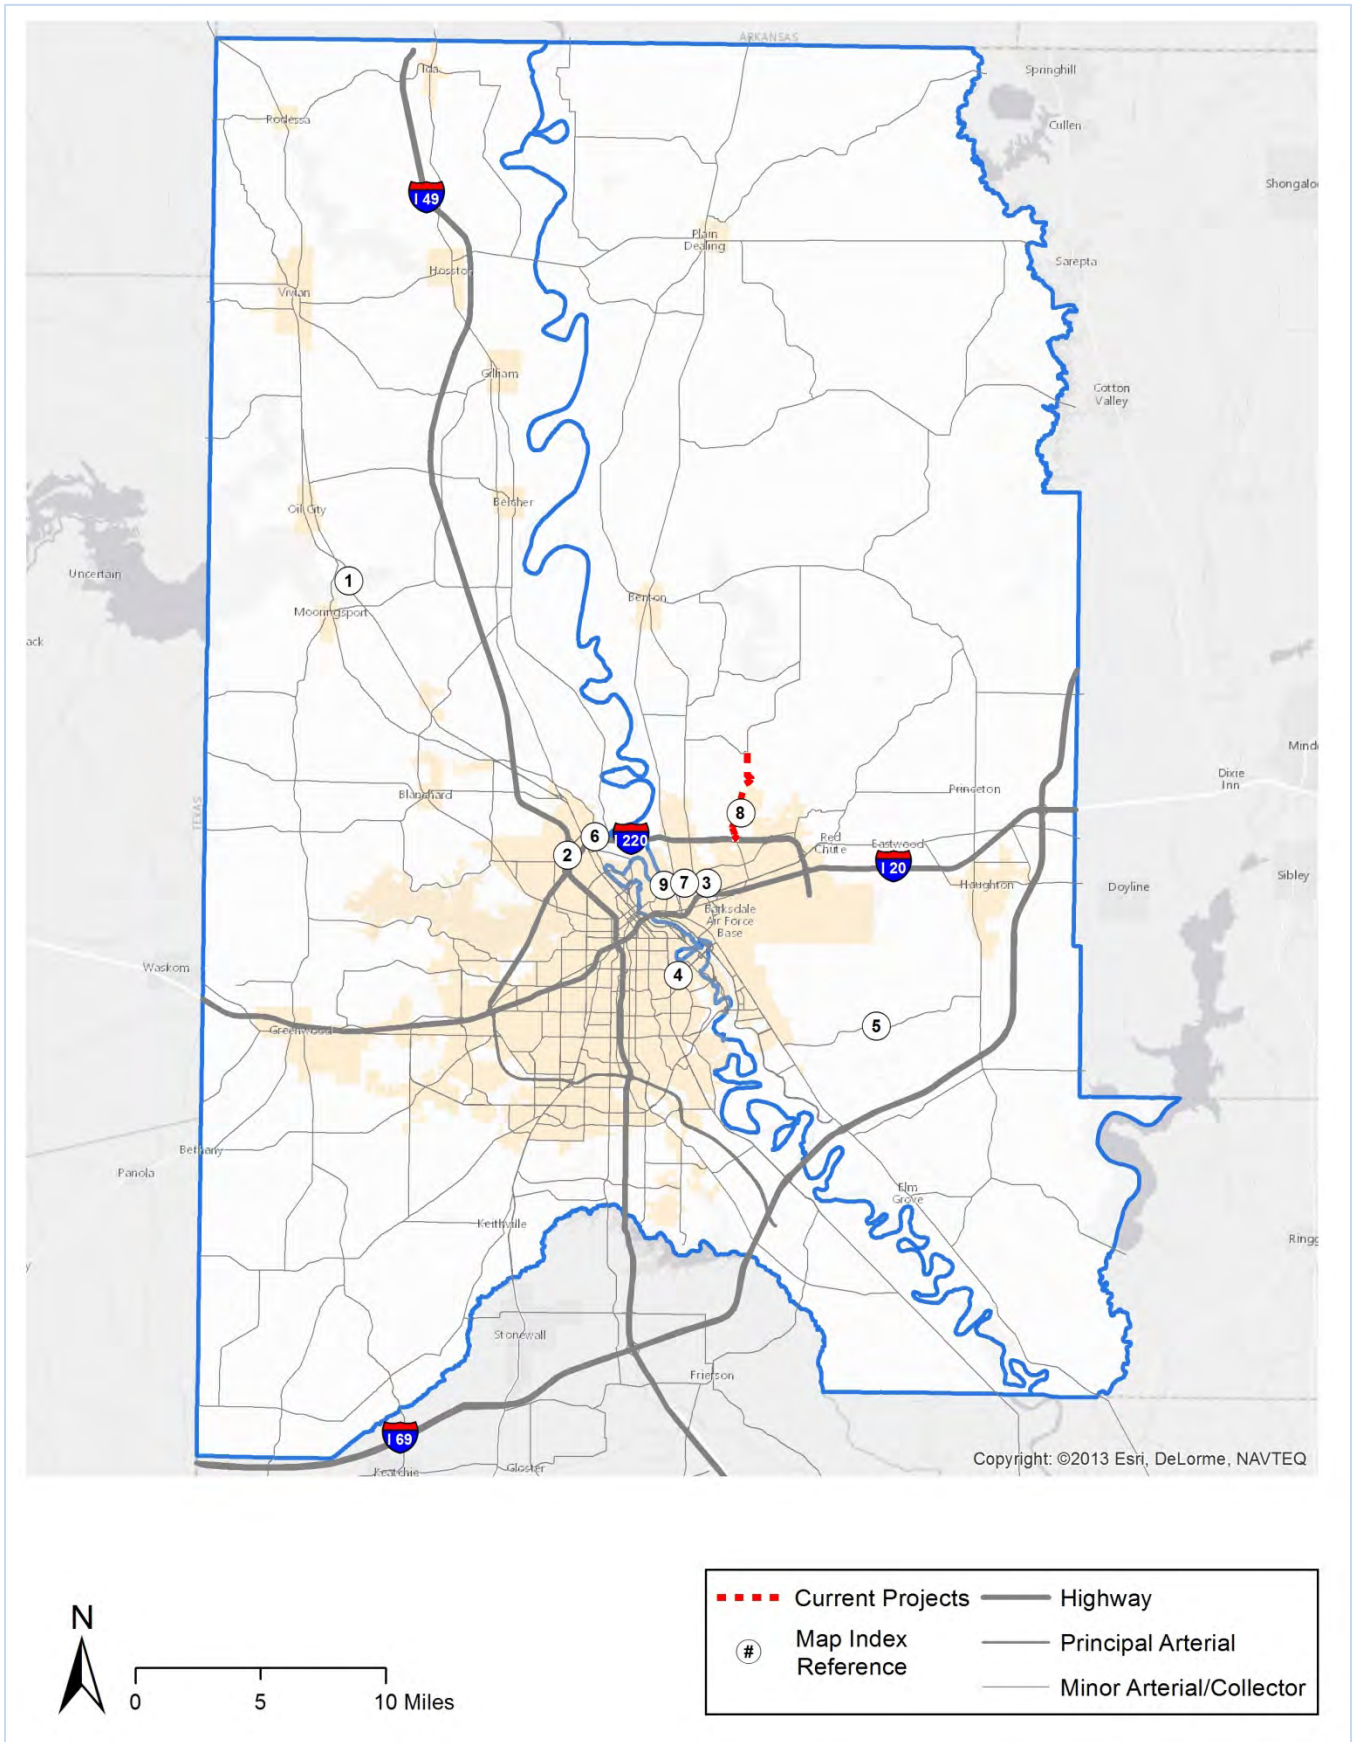 ARKANSAS
Ida
Springhill
Rodessa
Cullen
Shongalo
I 49
Plain
Dealing
Sarepta
Hosston
Vivian
Gilliam
Cotton
Valley
Belcher
Oil City
Uncertain
1
Benton
Mooringsport
ack
Mind
Dixie
Inn
Princeton
Blanchard
TEXAS
8
6
I 220
Red
Chute
Eastwood
2
I 20
Sibley
9
7
3
Haughton
Doyline
Barksdale
Air Force
Base
Waskom
4
5
Greenwood
Bethany
Panola
Elm
Grove
Keithville
Ringg
y
Stonewall
Frierson
I 69
Keatchie
Gloster
Copyright: ©2013 Esri, DeLorme, NAVTEQ
N
0 5 10 Miles
Current Projects
Highway
# Map Index
Reference
Principal Arterial
Minor Arterial/Collector